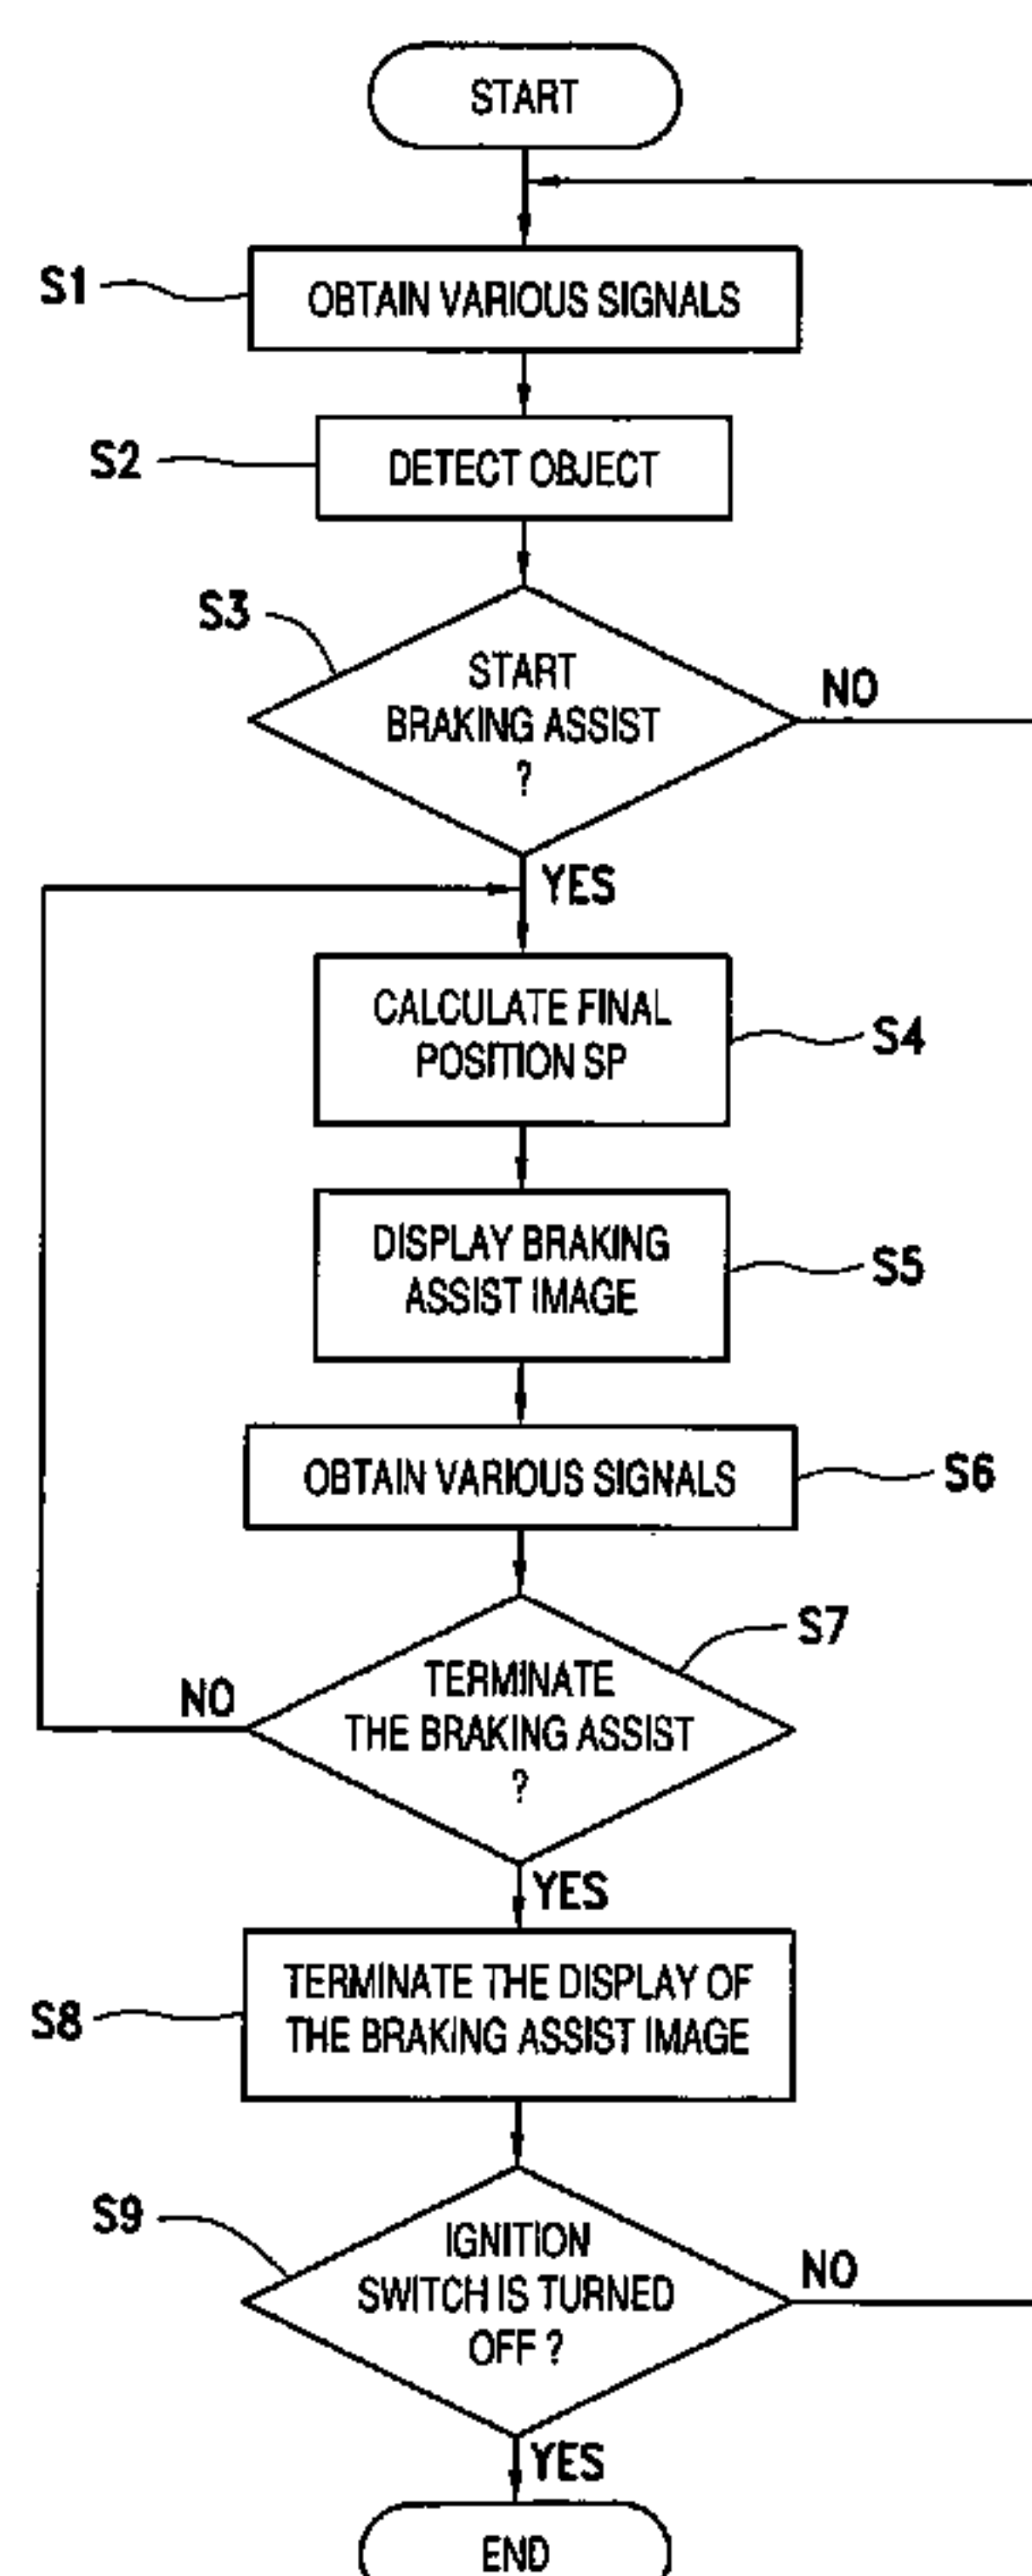 START
S1
OBTAIN VARIOUS SIGNALS
S2
DETECT OBJECT
S3
START
BRAKING ASSIST
?
NO
YES
CALCULATE FINAL
POSITION SP
S4
DISPLAY BRAKING
ASSIST IMAGE
S5
OBTAIN VARIOUS SIGNALS
S6
S7
TERMINATE
THE BRAKING ASSIST
?
NO
YES
S8
TERMINATE THE DISPLAY OF
THE BRAKING ASSIST IMAGE
S9
IGNITION
SWITCH IS TURNED
OFF ?
NO
YES
END